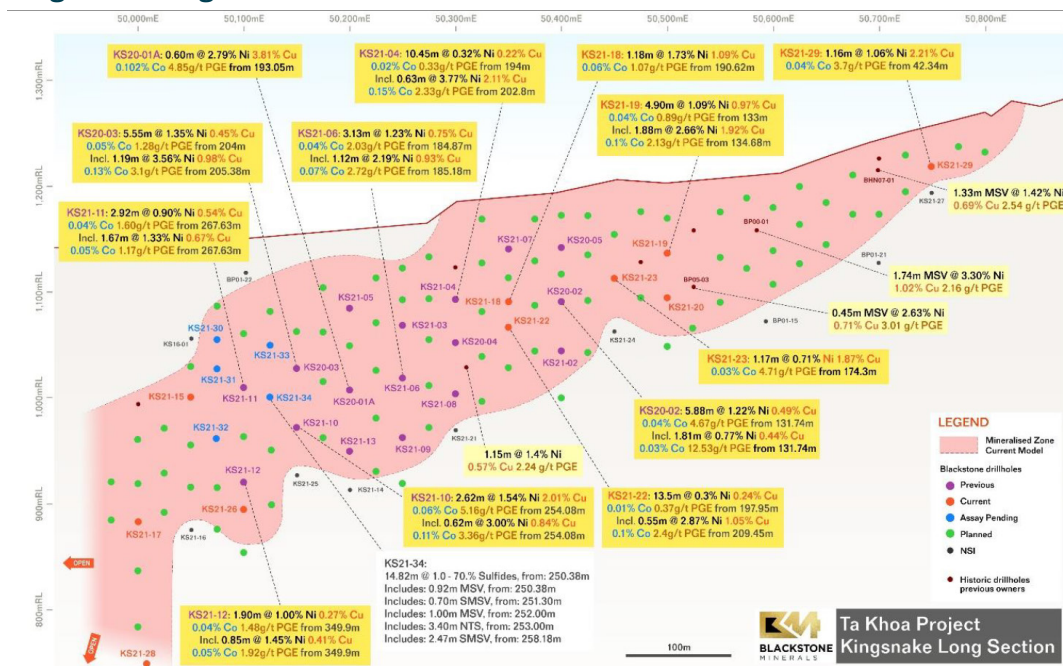 50,000mE 50,100mE 50,200mE 50,300mE 50,400mE 50,500mE 50,600mE 50,700mE 50,800mE
1,300mRL
1,200mRL
1,100mRL
1,000mRL
900mRL
800mRL
KS20-01A: 0.60m @ 2.79% Ni 3.81% Cu
0.102% Co 4.85g/t PGE from 193.05m
KS21-04: 10.45m @ 0.32% Ni 0.22% Cu
0.02% Co 0.33g/t PGE from 194m
Incl. 0.63m @ 3.77% Ni 2.11% Cu
0.15% Co 2.33g/t PGE from 202.8m
KS21-18: 1.18m @ 1.73% Ni 1.09% Cu
0.06% Co 1.07g/t PGE from 190.62m
KS21-29: 1.16m @ 1.06% Ni 2.21% Cu
0.04% Co 3.7g/t PGE from 42.34m
KS21-19: 4.90m @ 1.09% Ni 0.97% Cu
0.04% Co 0.89g/t PGE from 133m
Incl. 1.88m @ 2.66% Ni 1.92% Cu
0.1% Co 2.13g/t PGE from 134.68m
KS20-03: 5.55m @ 1.35% Ni 0.45% Cu
0.05% Co 1.28g/t PGE from 204m
Incl. 1.19m @ 3.56% Ni 0.98% Cu
0.13% Co 3.1g/t PGE from 205.38m
KS21-06: 3.13m @ 1.23% Ni 0.75% Cu
0.04% Co 2.03g/t PGE from 184.87m
Incl. 1.12m @ 2.19% Ni 0.93% Cu
0.07% Co 2.72g/t PGE from 185.18m
KS21-11: 2.92m @ 0.90% Ni 0.54% Cu
0.04% Co 1.60g/t PGE from 267.63m
Incl. 1.67m @ 1.33% Ni 0.67% Cu
0.05% Co 1.17g/t PGE from 267.63m
BHN07-01
KS21-29
KS21-27
1.33m MSV @ 1.42% Ni
0.69% Cu 2.54 g/t PGE
BP00-01
BP01-21
1.74m MSV @ 3.30% Ni
1.02% Cu 2.16 g/t PGE
BP05-03
BP01-15
0.45m MSV @ 2.63% Ni
0.71% Cu 3.01 g/t PGE
KS21-07
KS20-05
KS21-19
KS21-23
KS21-20
KS21-24
BP01-22
KS21-04
KS21-18
KS20-02
KS21-05
KS21-03
KS21-22
KS20-04
KS21-02
KS21-30
KS16-01
KS21-33
KS20-03
KS21-31
KS21-34
KS21-11
KS20-01A
KS21-06
KS21-08
KS21-15
KS21-32
KS21-10
KS21-13
KS21-09
KS21-21
KS21-12
KS21-25
KS21-14
KS21-26
KS21-17
KS21-16
KS21-28
KS21-23: 1.17m @ 0.71% Ni 1.87% Cu
0.03% Co 4.71g/t PGE from 174.3m
KS20-02: 5.88m @ 1.22% Ni 0.49% Cu
0.04% Co 4.67g/t PGE from 131.74m
Incl. 1.81m @ 0.77% Ni 0.44% Cu
0.03% Co 12.53g/t PGE from 131.74m
1.15m @ 1.4% Ni
0.57% Cu 2.24 g/t PGE
KS21-10: 2.62m @ 1.54% Ni 2.01% Cu
0.06% Co 5.16g/t PGE from 254.08m
Incl. 0.62m @ 3.00% Ni 0.84% Cu
0.11% Co 3.36g/t PGE from 254.08m
KS21-22: 13.5m @ 0.3% Ni 0.24% Cu
0.01% Co 0.37g/t PGE from 197.95m
Incl. 0.55m @ 2.87% Ni 1.05% Cu
0.1% Co 2.4g/t PGE from 209.45m
KS21-34:
14.82m @ 1.0 - 70.% Sulfides, from: 250.38m
Includes: 0.92m MSV, from: 250.38m
Includes: 0.70m SMSV, from: 251.30m
Includes: 1.00m MSV, from: 252.00m
Includes: 3.40m NTS, from: 253.00m
Includes: 2.47m SMSV, from: 258.18m
KS21-12: 1.90m @ 1.00% Ni 0.27% Cu
0.04% Co 1.48g/t PGE from 349.9m
Incl. 0.85m @ 1.45% Ni 0.41% Cu
0.05% Co 1.92g/t PGE from 349.9m
OPEN
OPEN
LEGEND
Mineralised Zone
Current Model
Blackstone drillholes
Previous
Current
Assay Pending
Planned
NSI
Historic drillholes
previous owners
100m
BLACKSTONE
MINERALS
Ta Khoa Project
Kingsnake Long Section